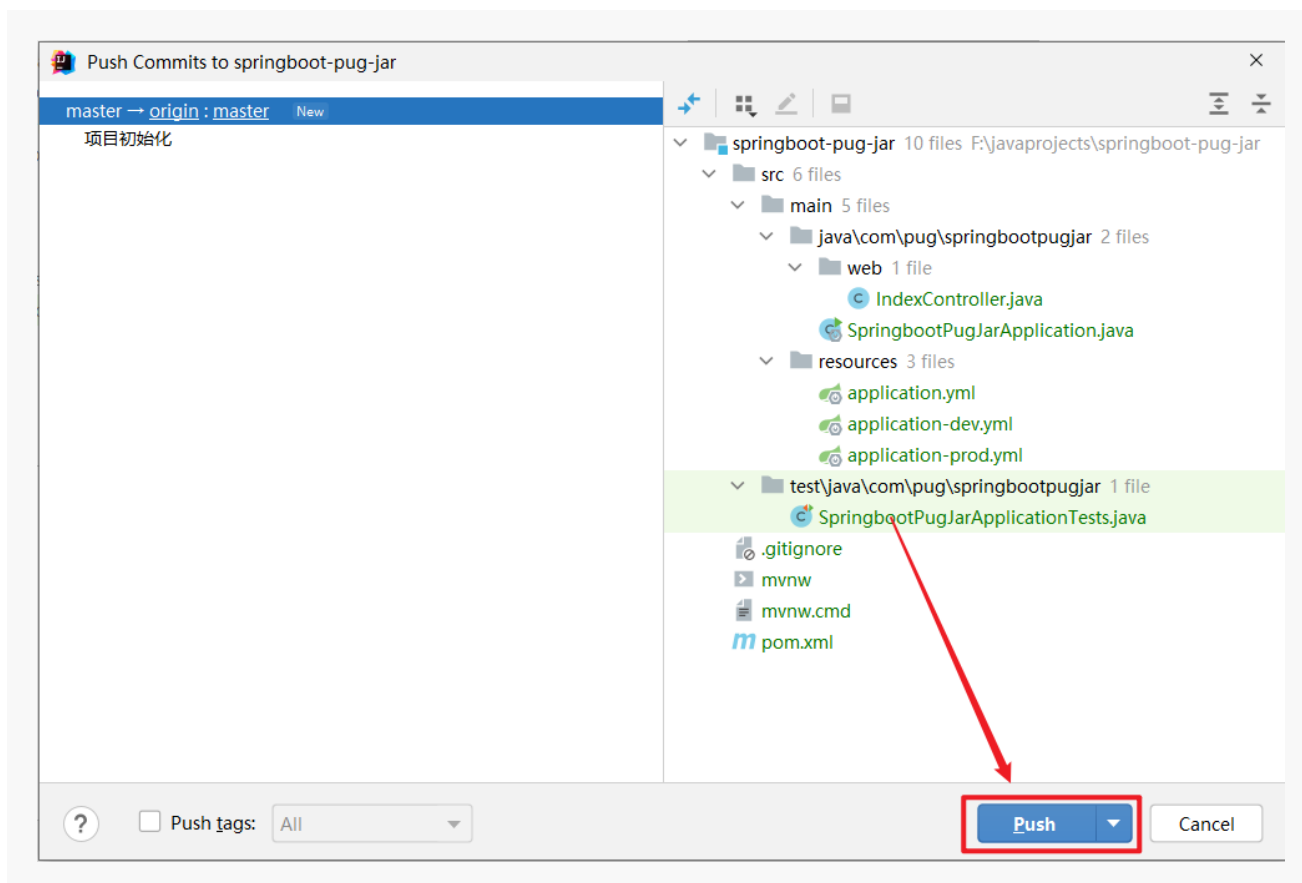 Push Commits to springboot-pug-jar
master → origin : master New
项目初始化
springboot-pug-jar 10 files F:\javaprojects\springboot-pug-jar
src 6 files
main 5 files
java\com\pug\springbootpugjar 2 files
web 1 file
IndexController.java
SpringbootPugJarApplication.java
resources 3 files
application.yml
application-dev.yml
application-prod.yml
test\java\com\pug\springbootpugjar 1 file
SpringbootPugJarApplicationTests.java
.gitignore
mvnw
mvnw.cmd
pom.xml
? Push tags: All Push Cancel